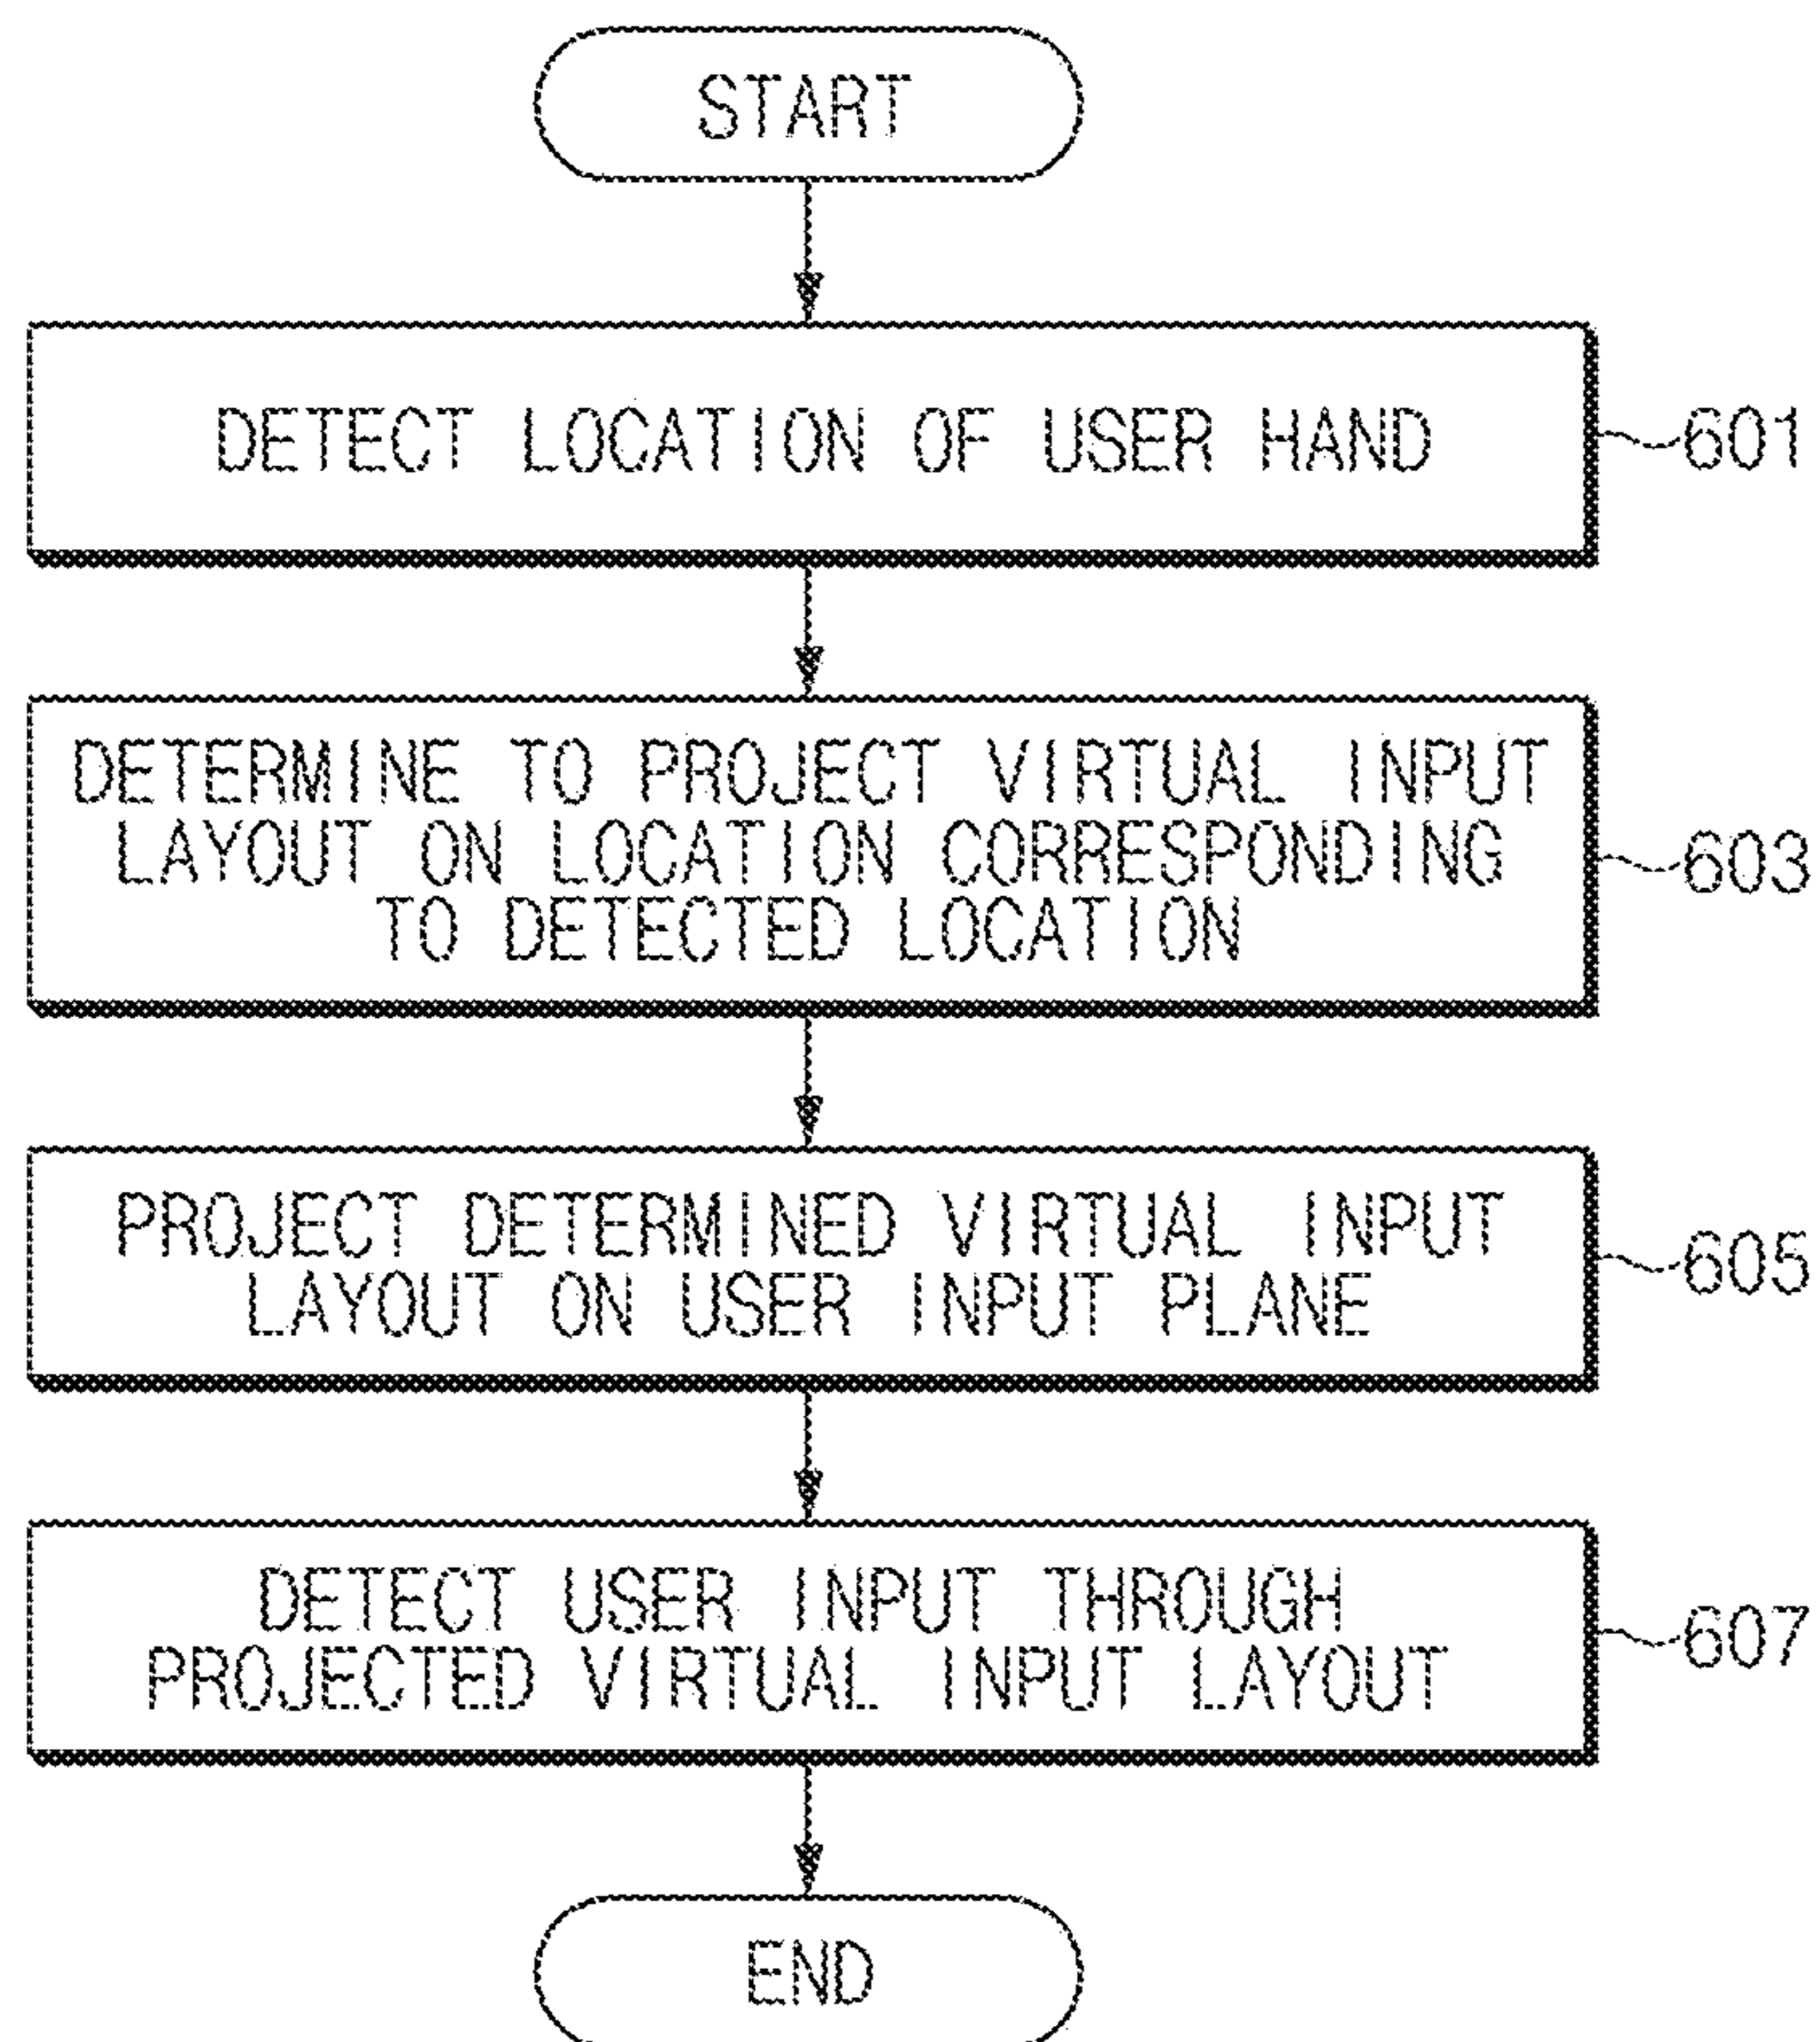 START
DETECT LOCATION OF USER HAND
601
DETERMINE TO PROJECT VIRTUAL INPUT
LAYOUT ON LOCATION CORRESPONDING
TO DETECTED LOCATION
603
PROJECT DETERMINED VIRTUAL INPUT
LAYOUT ON USER INPUT PLANE
605
DETECT USER INPUT THROUGH
PROJECTED VIRTUAL INPUT LAYOUT
607
END